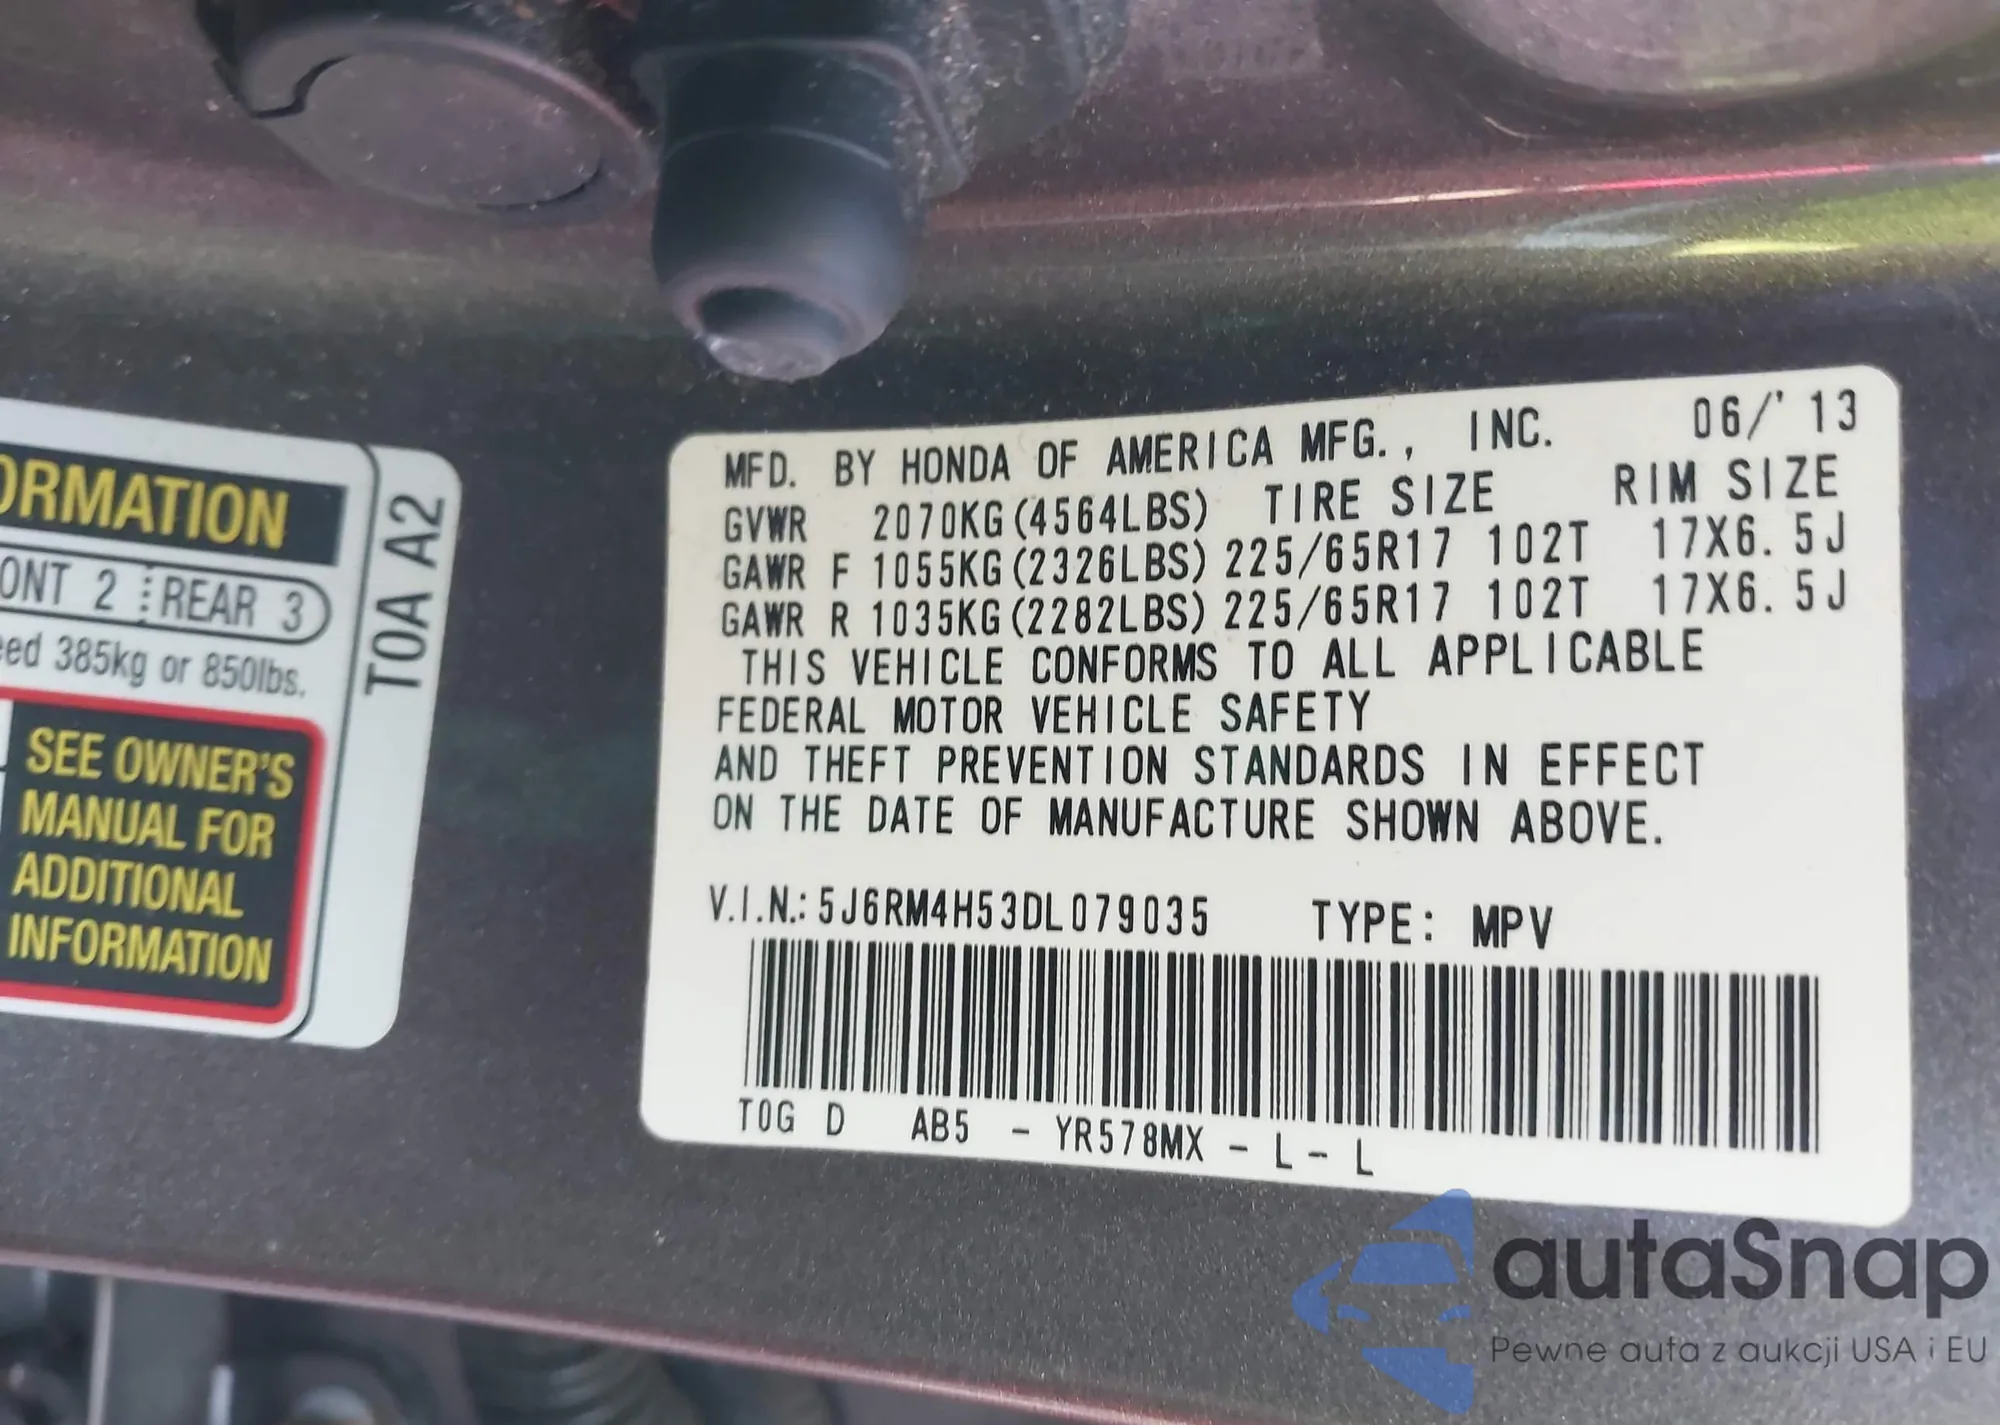 ORMATION
ONT 2 REAR 3
eed 385kg or 850lbs.
SEE OWNER'S
MANUAL FOR
ADDITIONAL
INFORMATION
T0A A2
MFD. BY HONDA OF AMERICA MFG., INC. 06/'13
GVWR 2070KG(4564LBS) TIRE SIZE RIM SIZE
GAWR F 1055KG(2326LBS) 225/65R17 102T 17X6.5J
GAWR R 1035KG(2282LBS) 225/65R17 102T 17X6.5J
THIS VEHICLE CONFORMS TO ALL APPLICABLE
FEDERAL MOTOR VEHICLE SAFETY
AND THEFT PREVENTION STANDARDS IN EFFECT
ON THE DATE OF MANUFACTURE SHOWN ABOVE.
V.I.N.: 5J6RM4H53DL079035 TYPE: MPV
T0G D AB5 - YR578MX - L - L
autaSnap
Pewne auta z aukcji USA i EU